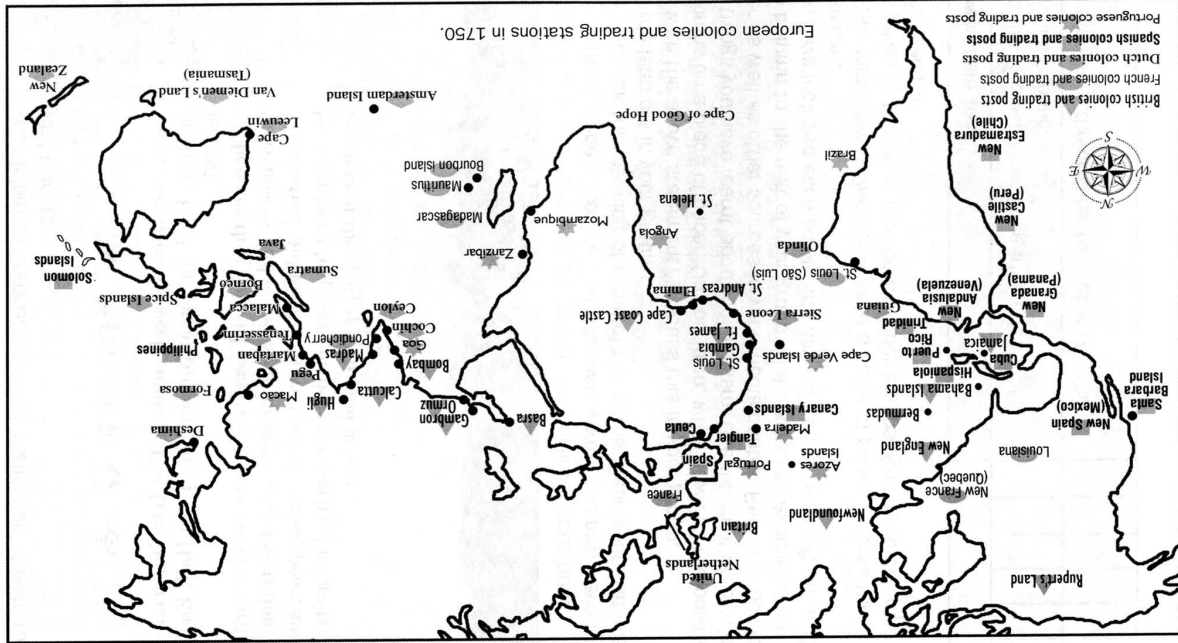 Rupert's Land
New France
(Quebec)
Newfoundland
Britain
United
Netherlands
France
Louisiana
New England
Azores
Islands
Portugal
Spain
New Spain
(Mexico)
Bermudas
Madeira
Tangier
Ceuta
Basra
Gambron
Ormuz
Deshima
Santa
Barbara
Island
Bahama Islands
Canary Islands
Hugli
Calcutta
Macao
Formosa
Cuba
Jamaica
Hispaniola
Puerto
Rico
Trinidad
Cape Verde Islands
St. Louis
Gambia
Ft. James
Bombay
Goa
Cochin
Ceylon
Madras
Pondichery
Pegu
Martaban
Tenasserim
Malacca
Philippines
New
Granada
(Panama)
New
Andalusia
(Venezuela)
Guiana
Sierra Leone
St. Andreas
Cape Coast Castle
Elmina
Sumatra
Borneo
Java
Spice Islands
Solomon
Islands
St. Louis (São Luis)
Olinda
New
Castile
(Peru)
Angola
St. Helena
Zanzibar
Mozambique
Madagascar
Mauritius
Bourbon Island
New
Estramadura
(Chile)
Brazil
Cape of Good Hope
Amsterdam Island
Cape
Leeuwin
Van Diemen's Land
(Tasmania)
New
Zealand
N
W
E
S
British colonies and trading posts
French colonies and trading posts
Dutch colonies and trading posts
Spanish colonies and trading posts
Portuguese colonies and trading posts
European colonies and trading in stations in 1750.